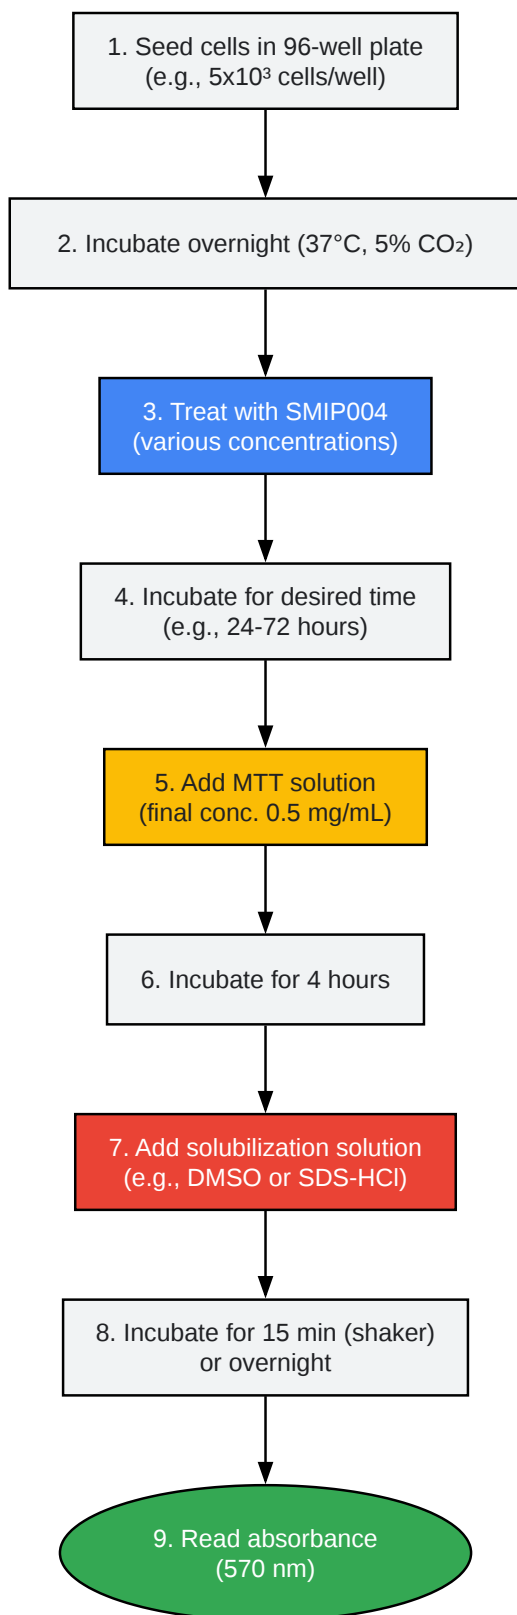 1. Seed cells in 96-well plate
(e.g., 5x10³ cells/well)
2. Incubate overnight (37°C, 5% CO₂)
3. Treat with SMIP004
(various concentrations)
4. Incubate for desired time
(e.g., 24-72 hours)
5. Add MTT solution
(final conc. 0.5 mg/mL)
6. Incubate for 4 hours
7. Add solubilization solution
(e.g., DMSO or SDS-HCl)
8. Incubate for 15 min (shaker)
or overnight
9. Read absorbance
(570 nm)